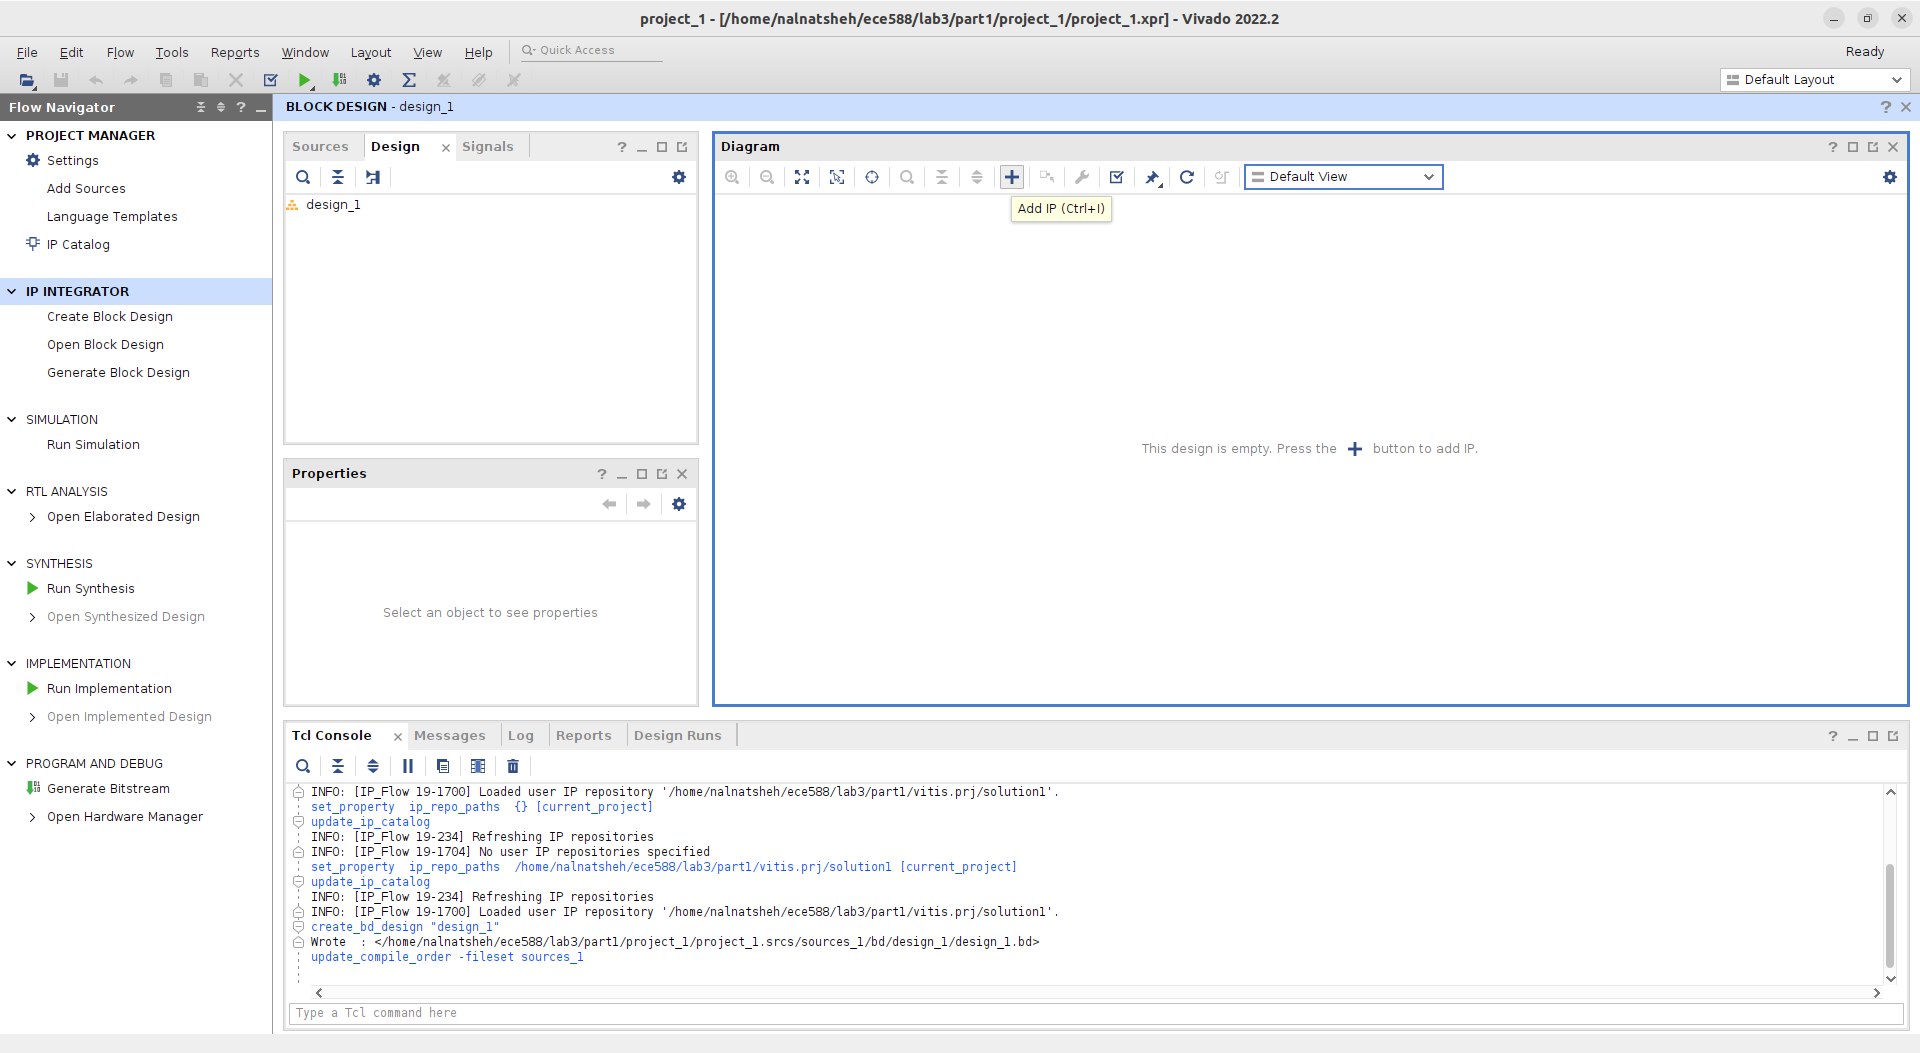 project_1 - [/home/nalnatsheh/ece588/lab3/part1/project_1/project_1.xpr] - Vivado 2022.2
File Edit Flow Tools Reports Window Layout View Help Quick Access
Ready
Default Layout
Flow Navigator
PROJECT MANAGER
Settings
Add Sources
Language Templates
IP Catalog
IP INTEGRATOR
Create Block Design
Open Block Design
Generate Block Design
SIMULATION
Run Simulation
RTL ANALYSIS
Open Elaborated Design
SYNTHESIS
Run Synthesis
Open Synthesized Design
IMPLEMENTATION
Run Implementation
Open Implemented Design
PROGRAM AND DEBUG
Generate Bitstream
Open Hardware Manager
BLOCK DESIGN - design_1
Sources Design Signals
design_1
Properties
Select an object to see properties
Diagram
Default View
Add IP (Ctrl+I)
This design is empty. Press the + button to add IP.
Tcl Console Messages Log Reports Design Runs
INFO: [IP_Flow 19-1700] Loaded user IP repository '/home/nalnatsheh/ece588/lab3/part1/vitis.prj/solution1'.
set_property  ip_repo_paths  {} [current_project]
update_ip_catalog
INFO: [IP_Flow 19-234] Refreshing IP repositories
INFO: [IP_Flow 19-1704] No user IP repositories specified
set_property  ip_repo_paths  /home/nalnatsheh/ece588/lab3/part1/vitis.prj/solution1 [current_project]
update_ip_catalog
INFO: [IP_Flow 19-234] Refreshing IP repositories
INFO: [IP_Flow 19-1700] Loaded user IP repository '/home/nalnatsheh/ece588/lab3/part1/vitis.prj/solution1'.
create_bd_design "design_1"
Wrote  : </home/nalnatsheh/ece588/lab3/part1/project_1/project_1.srcs/sources_1/bd/design_1/design_1.bd>
update_compile_order -fileset sources_1
Type a Tcl command here